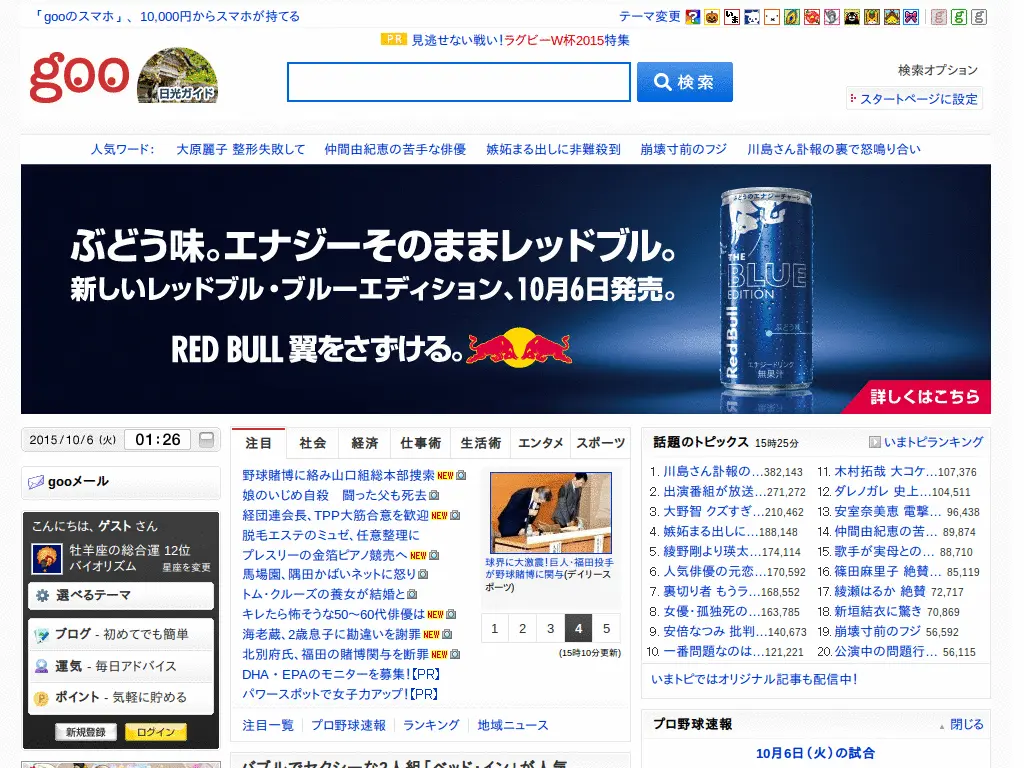 「gooのスマホ」、10,000円からスマホが持てる
テーマ変更
PR 見逃せない戦い!ラグビーW杯2015特集
goo
日光ガイド
検索
検索オプション
スタートページに設定
人気ワード: 大原麗子 整形失敗して 仲間由紀恵の苦手な俳優 嫉妬まる出しに非難殺到 崩壊寸前のフジ 川島さん訃報の裏で怒鳴り合い
ぶどう味。エナジーそのままレッドブル。
新しいレッドブル・ブルーエディション、10月6日発売。
RED BULL 翼をさずける。
THE
BLUE
EDITION
ぶどう味
Red Bull
エナジードリンク
無果汁
詳しくはこちら
2015/10/6 (火) 01:26
gooメール
こんにちは、ゲスト さん
牡羊座の総合運 12位
バイオリズム 星座を変更
選べるテーマ
ブログ - 初めてでも簡単
運気 - 毎日アドバイス
ポイント - 気軽に貯める
新規登録 ログイン
注目 社会 経済 仕事術 生活術 エンタメ スポーツ
野球賭博に絡み山口組総本部捜索 NEW
娘のいじめ自殺 闘った父も死去
経団連会長、TPP大筋合意を歓迎 NEW
脱毛エステのミュゼ、任意整理に
プレスリーの金箔ピアノ競売へ NEW
馬場園、隅田かばいネットに怒り
トム・クルーズの養女が結婚と
キレたら怖そうな50~60代俳優は NEW
海老蔵、2歳息子に勘違いを謝罪 NEW
北別府氏、福田の賭博関与を断罪 NEW
DHA・EPAのモニターを募集!【PR】
パワースポットで女子力アップ!【PR】
球界に大激震!巨人・福田投手が野球賭博に関与(デイリースポーツ)
1 2 3 4 5
(15時10分更新)
注目一覧 プロ野球速報 ランキング 地域ニュース
バブルでセクシーな2人組「ベッド・イン」が人気
話題のトピックス 15時25分 いまトピランキング
1. 川島さん訃報の...382,143
2. 出演番組が放送...271,272
3. 大野智 クズすぎ...210,462
4. 嫉妬まる出しに...188,148
5. 綾野剛より瑛太...174,114
6. 人気俳優の元恋...170,592
7. 裏切り者 もうラ...168,552
8. 女優・孤独死の...163,785
9. 安倍なつみ 批判...140,673
10. 一番問題なのは...121,221
11. 木村拓哉 大コケ...107,376
12. ダレノガレ 史上...104,511
13. 安室奈美恵 電撃... 96,438
14. 仲間由紀恵の苦... 89,874
15. 歌手が実母との... 88,710
16. 篠田麻里子 絶賛... 85,119
17. 綾瀬はるか 絶賛 72,717
18. 新垣結衣に驚き 70,869
19. 崩壊寸前のフジ 56,592
20. 公演中の問題行... 56,115
いまトピではオリジナル記事も配信中!
プロ野球速報 閉じる
10月6日(火)の試合